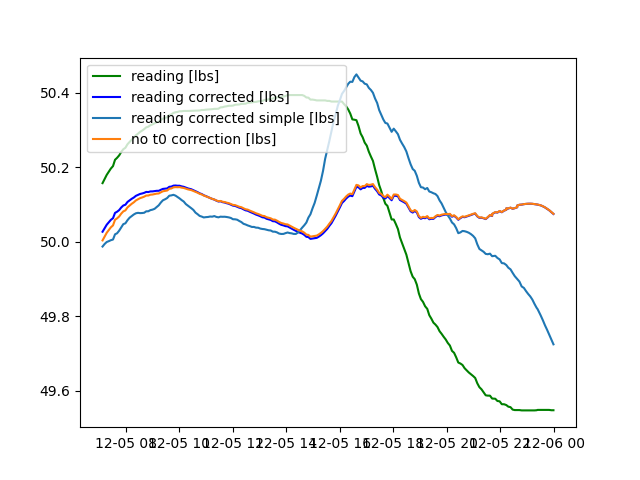 reading [lbs]
reading corrected [lbs]
reading corrected simple [lbs]
no t0 correction [lbs]
50.4
50.2
50.0
49.8
49.6
12-05 08 12-05 10 12-05 12 12-05 14 12-05 16 12-05 18 12-05 20 12-05 22 12-06 00